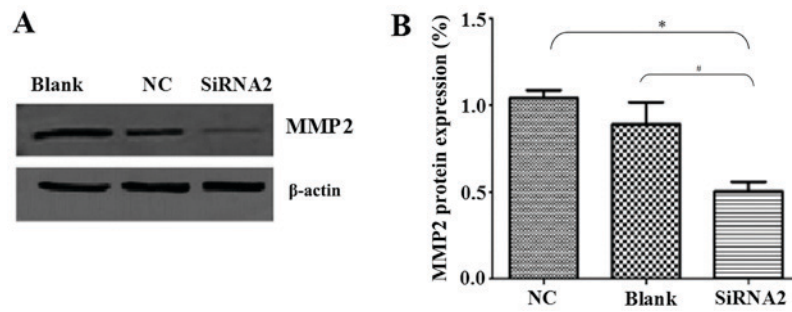 A
Blank NC SiRNA2
MMP2
β-actin
B
MMP2 protein expression (%)
1.5
1.0
0.5
0.0
*
#
NC Blank SiRNA2